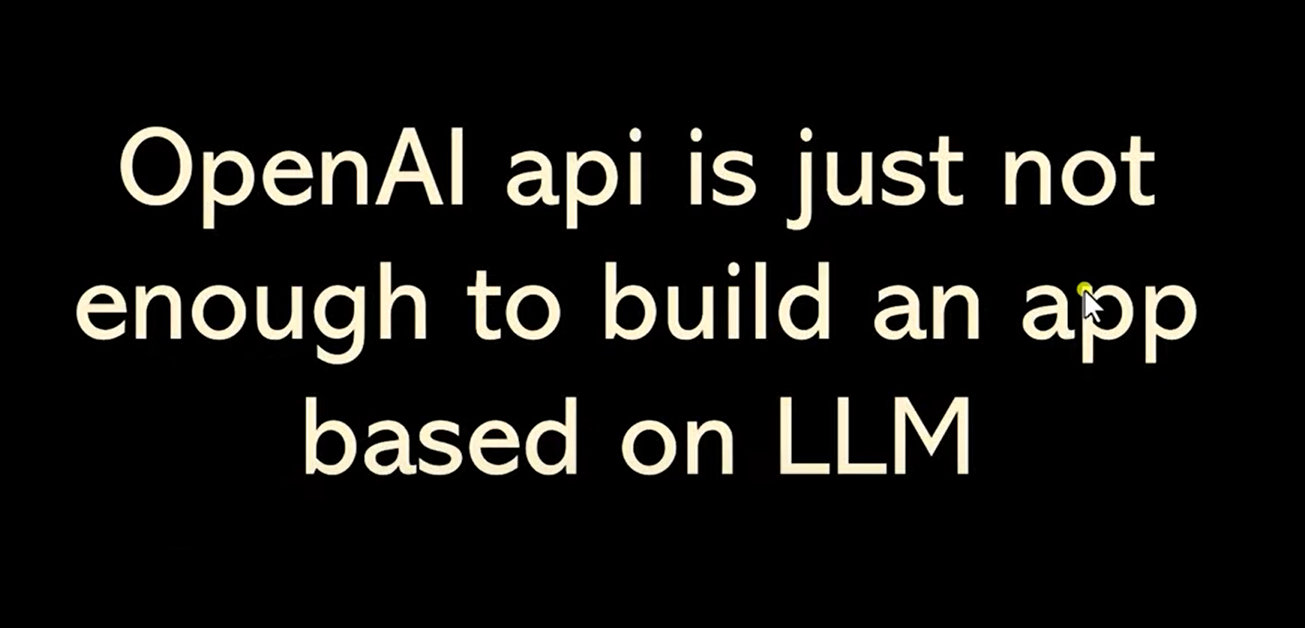 OpenAI api is just not
enough to build an app
based on LLM